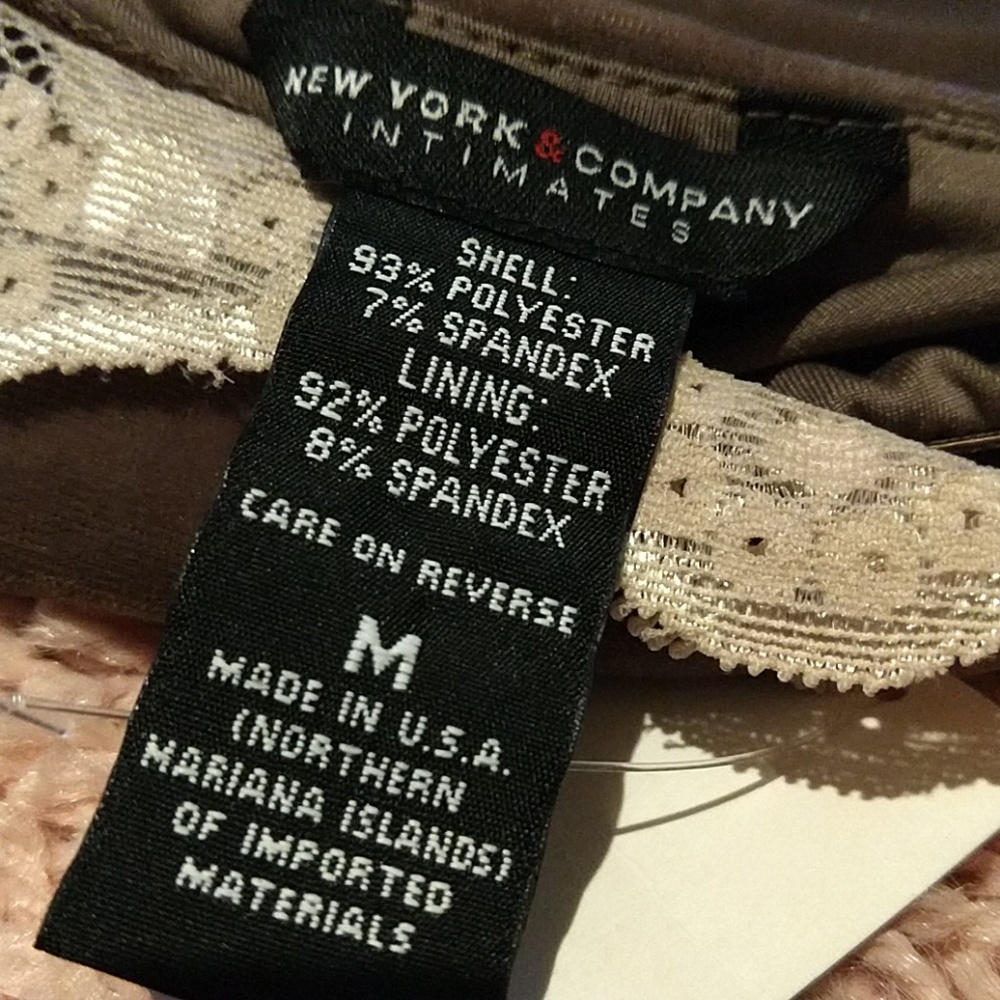 NEW YORK & COMPANY
INTIMATES
SHELL:
93% POLYESTER
7% SPANDEX
LINING:
92% POLYESTER
8% SPANDEX
CARE ON REVERSE
M
MADE IN U.S.A.
(NORTHERN
MARIANA ISLANDS)
OF IMPORTED
MATERIALS